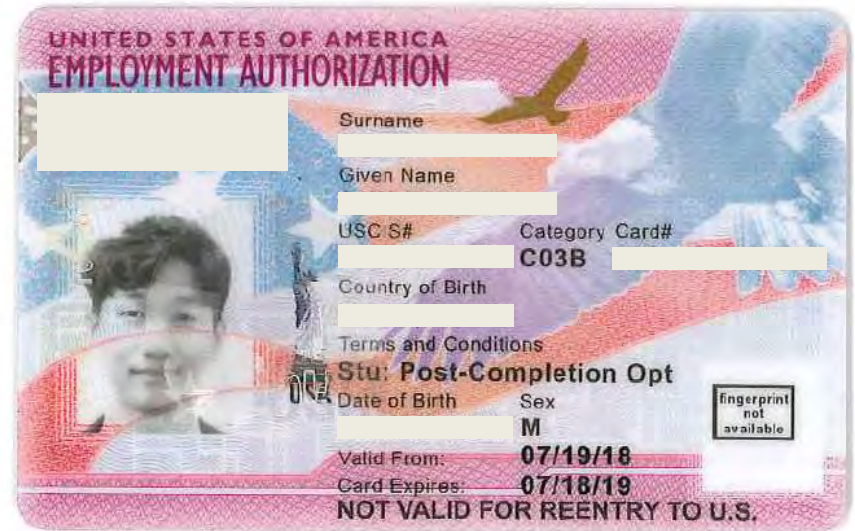 UNITED STATES OF AMERICA
EMPLOYMENT AUTHORIZATION
Surname
Given Name
USCIS#
Category Card#
C03B
Country of Birth
Terms and Conditions
Stu: Post-Completion Opt
Date of Birth
Sex
M
fingerprint
not
available
Valid From: 07/19/18
Card Expires: 07/18/19
NOT VALID FOR REENTRY TO U.S.